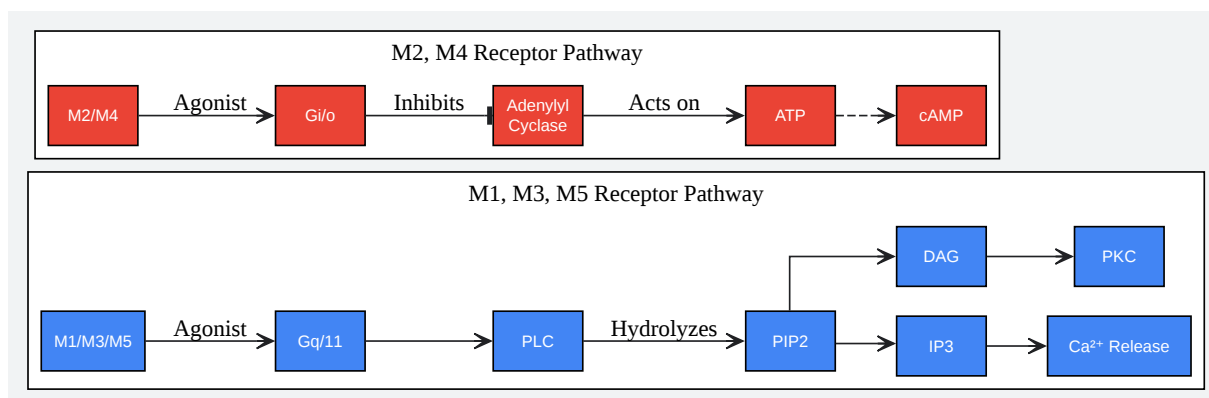 M2, M4 Receptor Pathway
M2/M4
Agonist
Gi/o
Inhibits
Adenylyl
Cyclase
Acts on
ATP
cAMP
M1, M3, M5 Receptor Pathway
DAG
PKC
M1/M3/M5
Agonist
Gq/11
PLC
Hydrolyzes
PIP2
IP3
Ca²⁺ Release